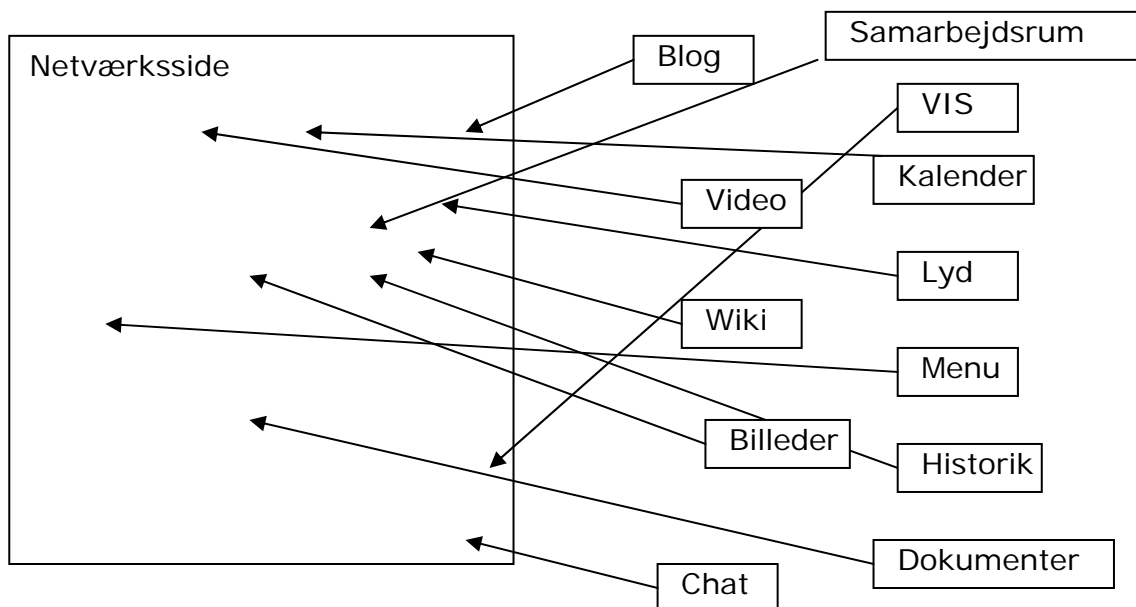 Samarbejdsrum
Netværksside
Blog
VIS
Kalender
Video
Lyd
Wiki
Menu
Billeder
Historik
Dokumenter
Chat